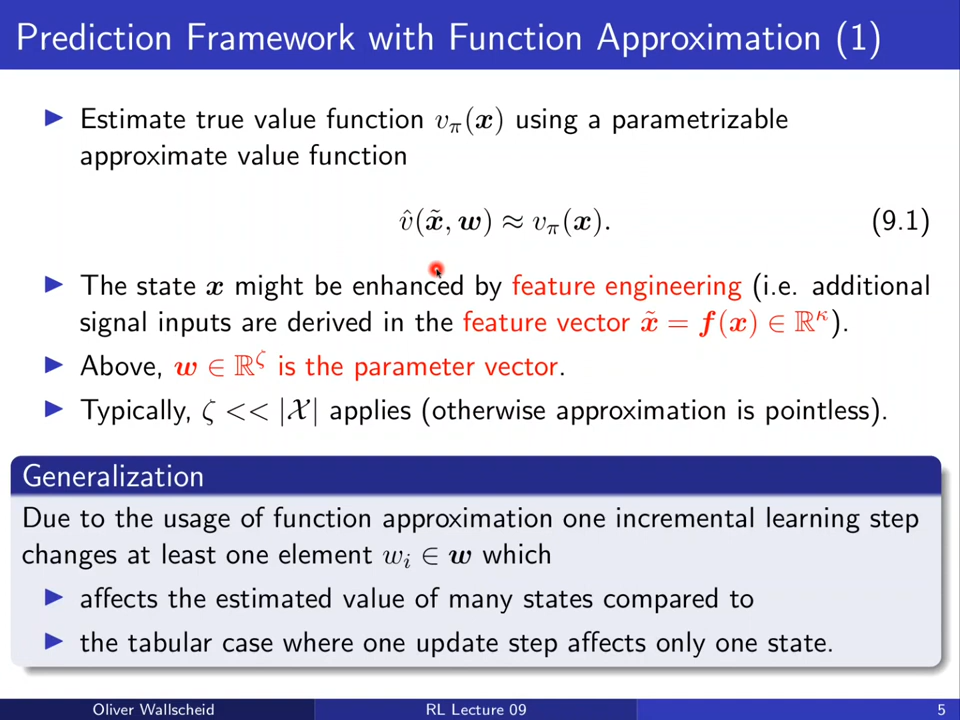 Prediction Framework with Function Approximation (1)
▶ Estimate true value function vπ(x) using a parametrizable
approximate value function
v̂(x̃, w) ≈ vπ(x). (9.1)
▶ The state x might be enhanced by feature engineering (i.e. additional
signal inputs are derived in the feature vector x̃ = f(x) ∈ ℝ^κ).
▶ Above, w ∈ ℝ^ζ is the parameter vector.
▶ Typically, ζ << |𝒳| applies (otherwise approximation is pointless).
Generalization
Due to the usage of function approximation one incremental learning step
changes at least one element wᵢ ∈ w which
▶ affects the estimated value of many states compared to
▶ the tabular case where one update step affects only one state.
Oliver Wallscheid RL Lecture 09 5